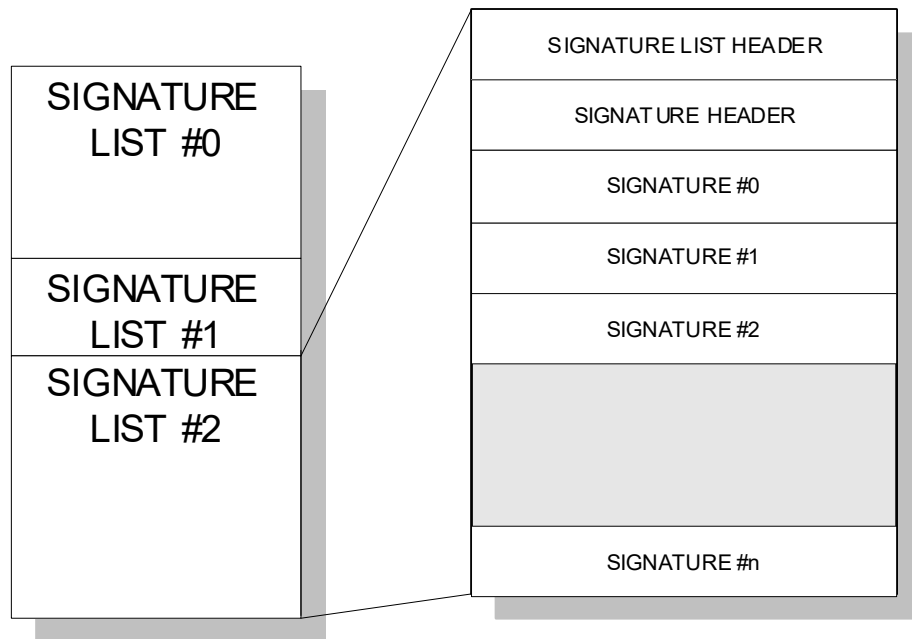 SIGNATURE
LIST #0
SIGNATURE
LIST #1
SIGNATURE
LIST #2
SIGNATURE LIST HEADER
SIGNATURE HEADER
SIGNATURE #0
SIGNATURE #1
SIGNATURE #2
SIGNATURE #n